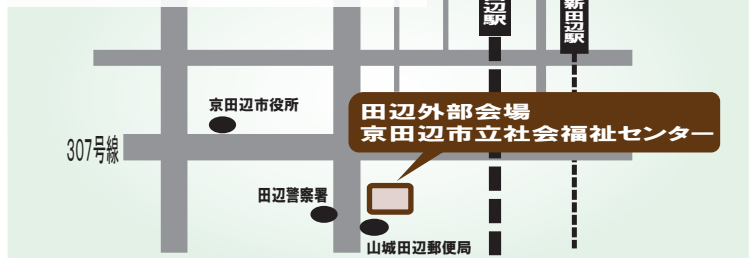 辺駅
新田辺駅
京田辺市役所
田辺外部会場
京田辺市立社会福祉センター
307号線
田辺警察署
山城田辺郵便局